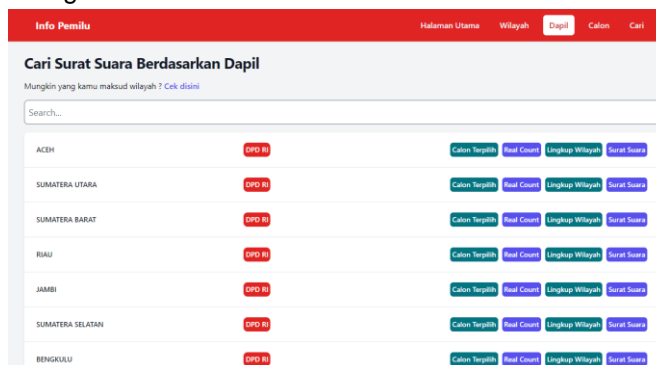 Info Pemilu Halaman Utama Wilayah Dapil Calon Cari
Cari Surat Suara Berdasarkan Dapil
Mungkin yang kamu maksud wilayah ? Cek disini
Search...
ACEH DPD RI Calon Terpilih Real Count Lingkup Wilayah Surat Suara
SUMATERA UTARA DPD RI Calon Terpilih Real Count Lingkup Wilayah Surat Suara
SUMATERA BARAT DPD RI Calon Terpilih Real Count Lingkup Wilayah Surat Suara
RIAU DPD RI Calon Terpilih Real Count Lingkup Wilayah Surat Suara
JAMBI DPD RI Calon Terpilih Real Count Lingkup Wilayah Surat Suara
SUMATERA SELATAN DPD RI Calon Terpilih Real Count Lingkup Wilayah Surat Suara
BENGKULU DPD RI Calon Terpilih Real Count Lingkup Wilayah Surat Suara